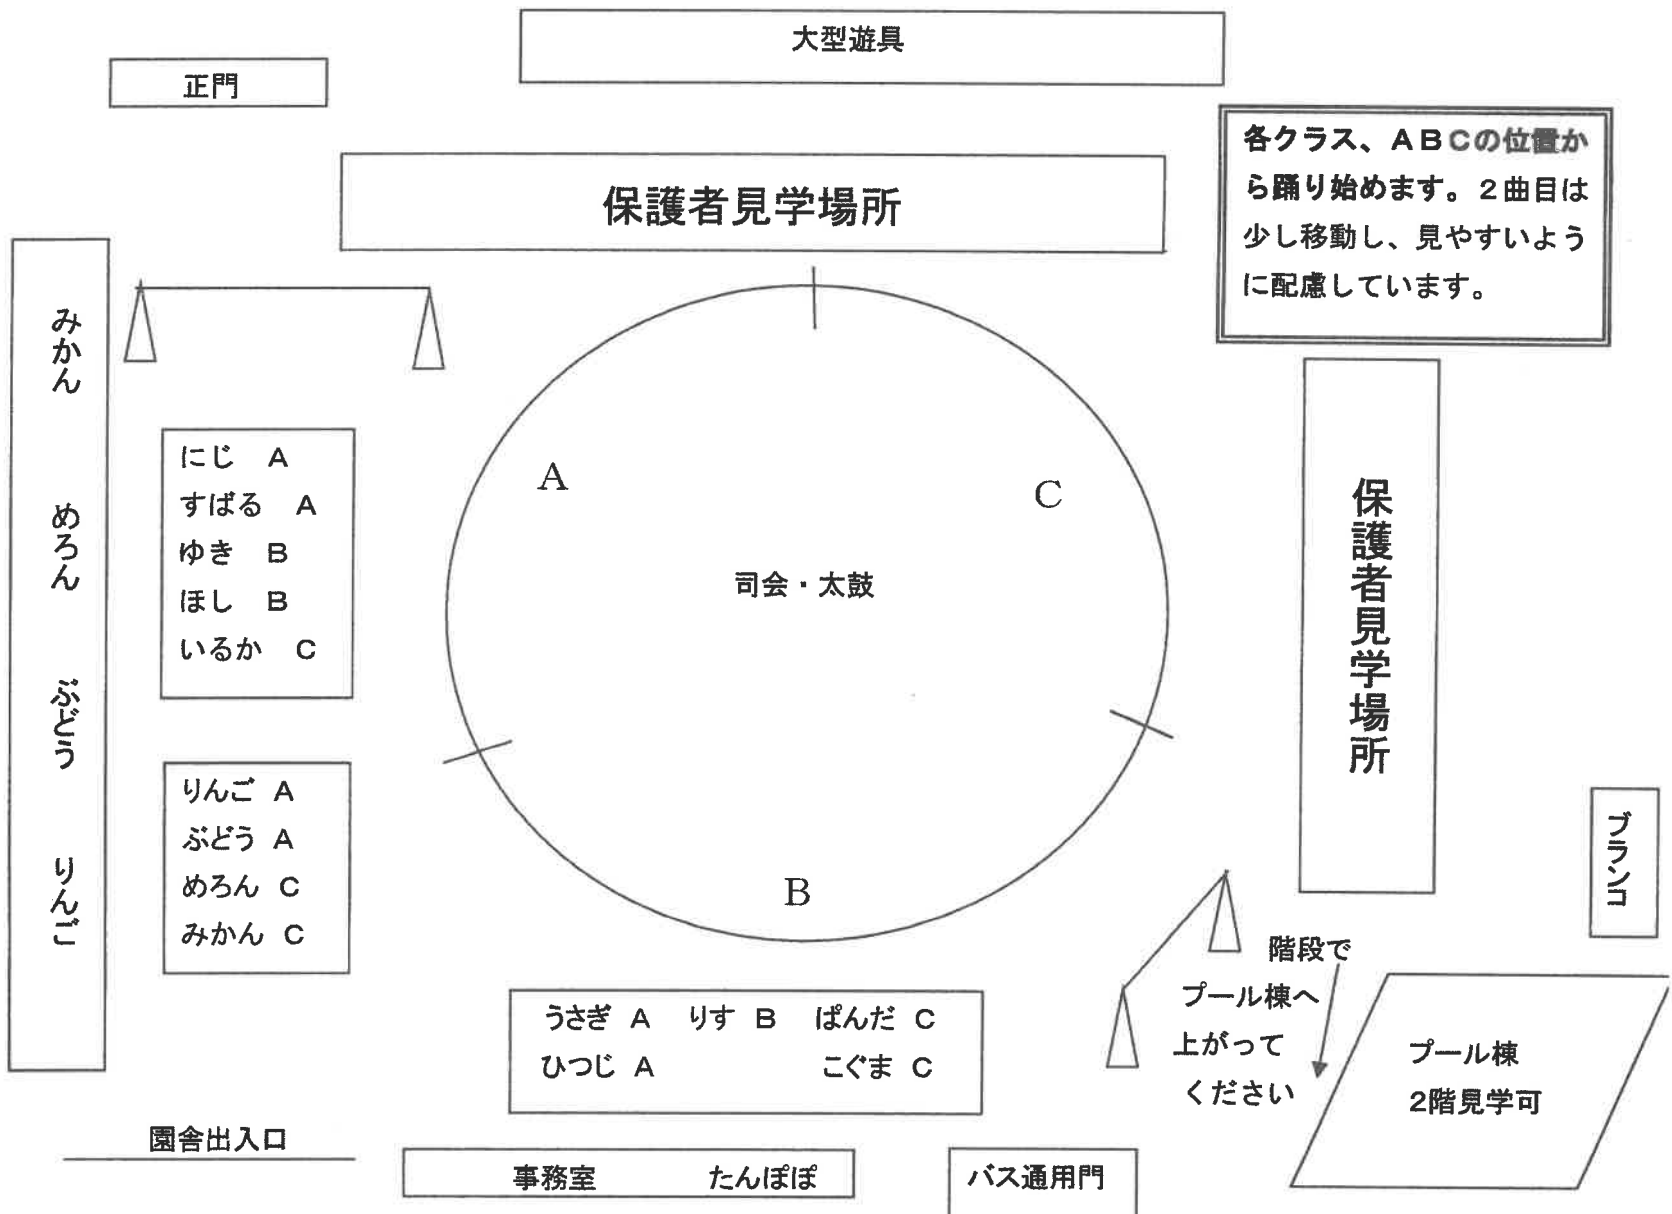 大型遊具
正門
各クラス、ＡＢＣの位置か
ら踊り始めます。２曲目は
少し移動し、見やすいよう
に配慮しています。
保護者見学場所
みかん
めろん
ぶどう
りんご
にじ　A
すばる　A
ゆき　B
ほし　B
いるか　C
A
C
司会・太鼓
B
保護者見学場所
りんご A
ぶどう A
めろん C
みかん C
ブランコ
階段で
プール棟へ
上がって
ください
プール棟
2階見学可
うさぎ A　りす B　ぱんだ C
ひつじ A　こぐま C
園舎出入口
事務室　たんぽぽ
バス通用門